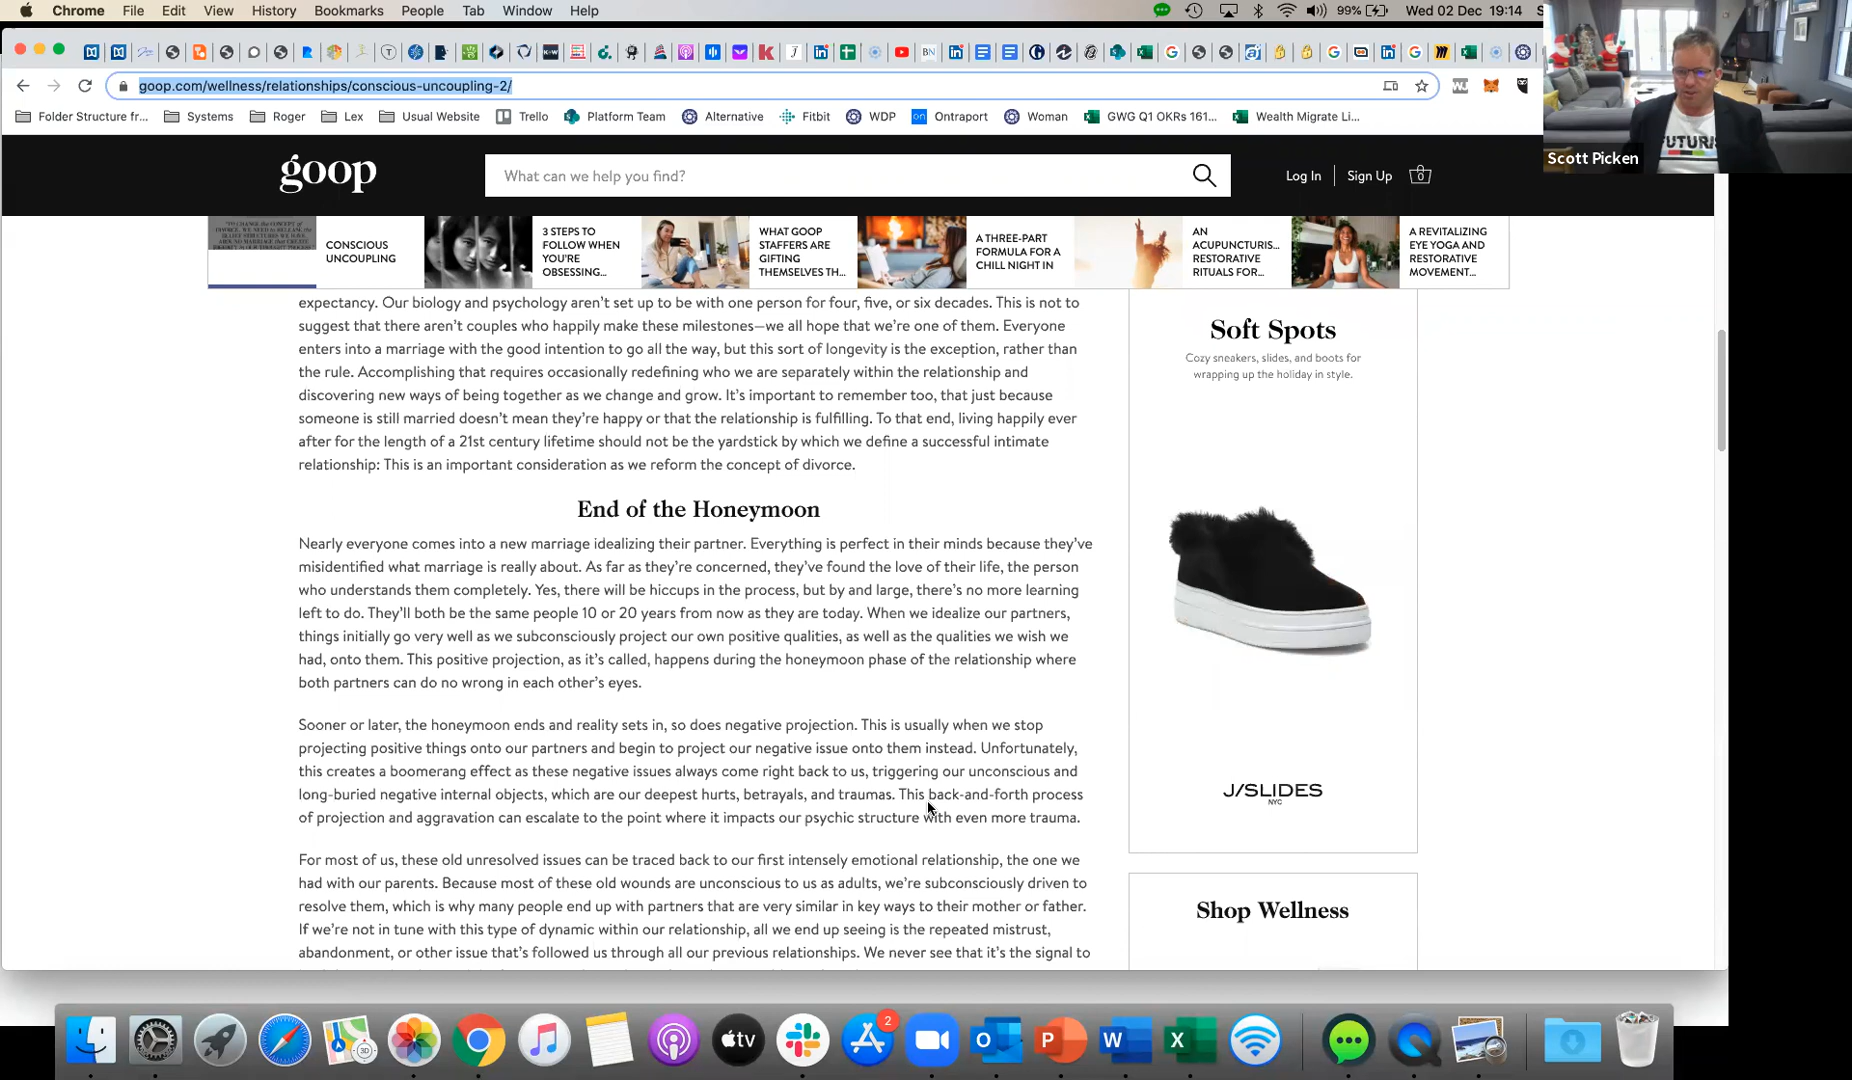 Chrome File Edit View History Bookmarks People Tab Window Help
99% Wed 02 Dec 19:14
goop.com/wellness/relationships/conscious-uncoupling-2/
Folder Structure fr... Systems Roger Lex Usual Website Trello Platform Team Alternative Fitbit WDP Ontraport Woman GWG Q1 OKRs 161... Wealth Migrate Li...
FUTURI
Scott Picken
goop
What can we help you find?
Log In Sign Up 0
CONSCIOUS
UNCOUPLING
3 STEPS TO
FOLLOW WHEN
YOU'RE
OBSESSING...
WHAT GOOP
STAFFERS ARE
GIFTING
THEMSELVES TH...
A THREE-PART
FORMULA FOR A
CHILL NIGHT IN
AN
ACUPUNCTURIS...
RESTORATIVE
RITUALS FOR...
A REVITALIZING
EYE YOGA AND
RESTORATIVE
MOVEMENT...
expectancy. Our biology and psychology aren't set up to be with one person for four, five, or six decades. This is not to
suggest that there aren't couples who happily make these milestones—we all hope that we're one of them. Everyone
enters into a marriage with the good intention to go all the way, but this sort of longevity is the exception, rather than
the rule. Accomplishing that requires occasionally redefining who we are separately within the relationship and
discovering new ways of being together as we change and grow. It's important to remember too, that just because
someone is still married doesn't mean they're happy or that the relationship is fulfilling. To that end, living happily ever
after for the length of a 21st century lifetime should not be the yardstick by which we define a successful intimate
relationship: This is an important consideration as we reform the concept of divorce.
End of the Honeymoon
Nearly everyone comes into a new marriage idealizing their partner. Everything is perfect in their minds because they've
misidentified what marriage is really about. As far as they're concerned, they've found the love of their life, the person
who understands them completely. Yes, there will be hiccups in the process, but by and large, there's no more learning
left to do. They'll both be the same people 10 or 20 years from now as they are today. When we idealize our partners,
things initially go very well as we subconsciously project our own positive qualities, as well as the qualities we wish we
had, onto them. This positive projection, as it's called, happens during the honeymoon phase of the relationship where
both partners can do no wrong in each other's eyes.
Sooner or later, the honeymoon ends and reality sets in, so does negative projection. This is usually when we stop
projecting positive things onto our partners and begin to project our negative issue onto them instead. Unfortunately,
this creates a boomerang effect as these negative issues always come right back to us, triggering our unconscious and
long-buried negative internal objects, which are our deepest hurts, betrayals, and traumas. This back-and-forth process
of projection and aggravation can escalate to the point where it impacts our psychic structure with even more trauma.
For most of us, these old unresolved issues can be traced back to our first intensely emotional relationship, the one we
had with our parents. Because most of these old wounds are unconscious to us as adults, we're subconsciously driven to
resolve them, which is why many people end up with partners that are very similar in key ways to their mother or father.
If we're not in tune with this type of dynamic within our relationship, all we end up seeing is the repeated mistrust,
abandonment, or other issue that's followed us through all our previous relationships. We never see that it's the signal to
Soft Spots
Cozy sneakers, slides, and boots for
wrapping up the holiday in style.
J/SLIDES
NYC
Shop Wellness
3D
tv
2
O
P
W
X